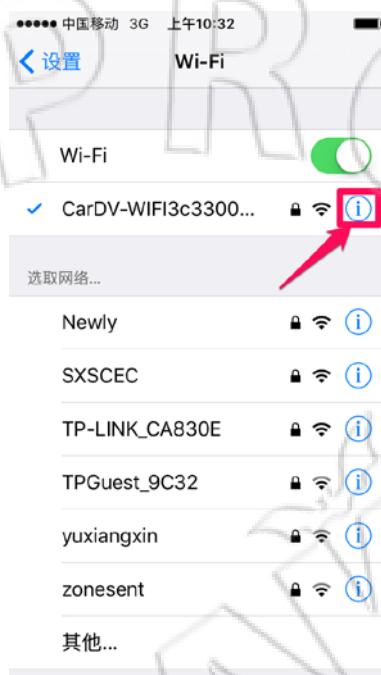 中国移动 3G 上午10:32
设置 Wi-Fi
Wi-Fi
CarDV-WIFI3c3300...
选取网络...
Newly
SXSCEC
TP-LINK_CA830E
TPGuest_9C32
yuxiangxin
zonesent
其他...